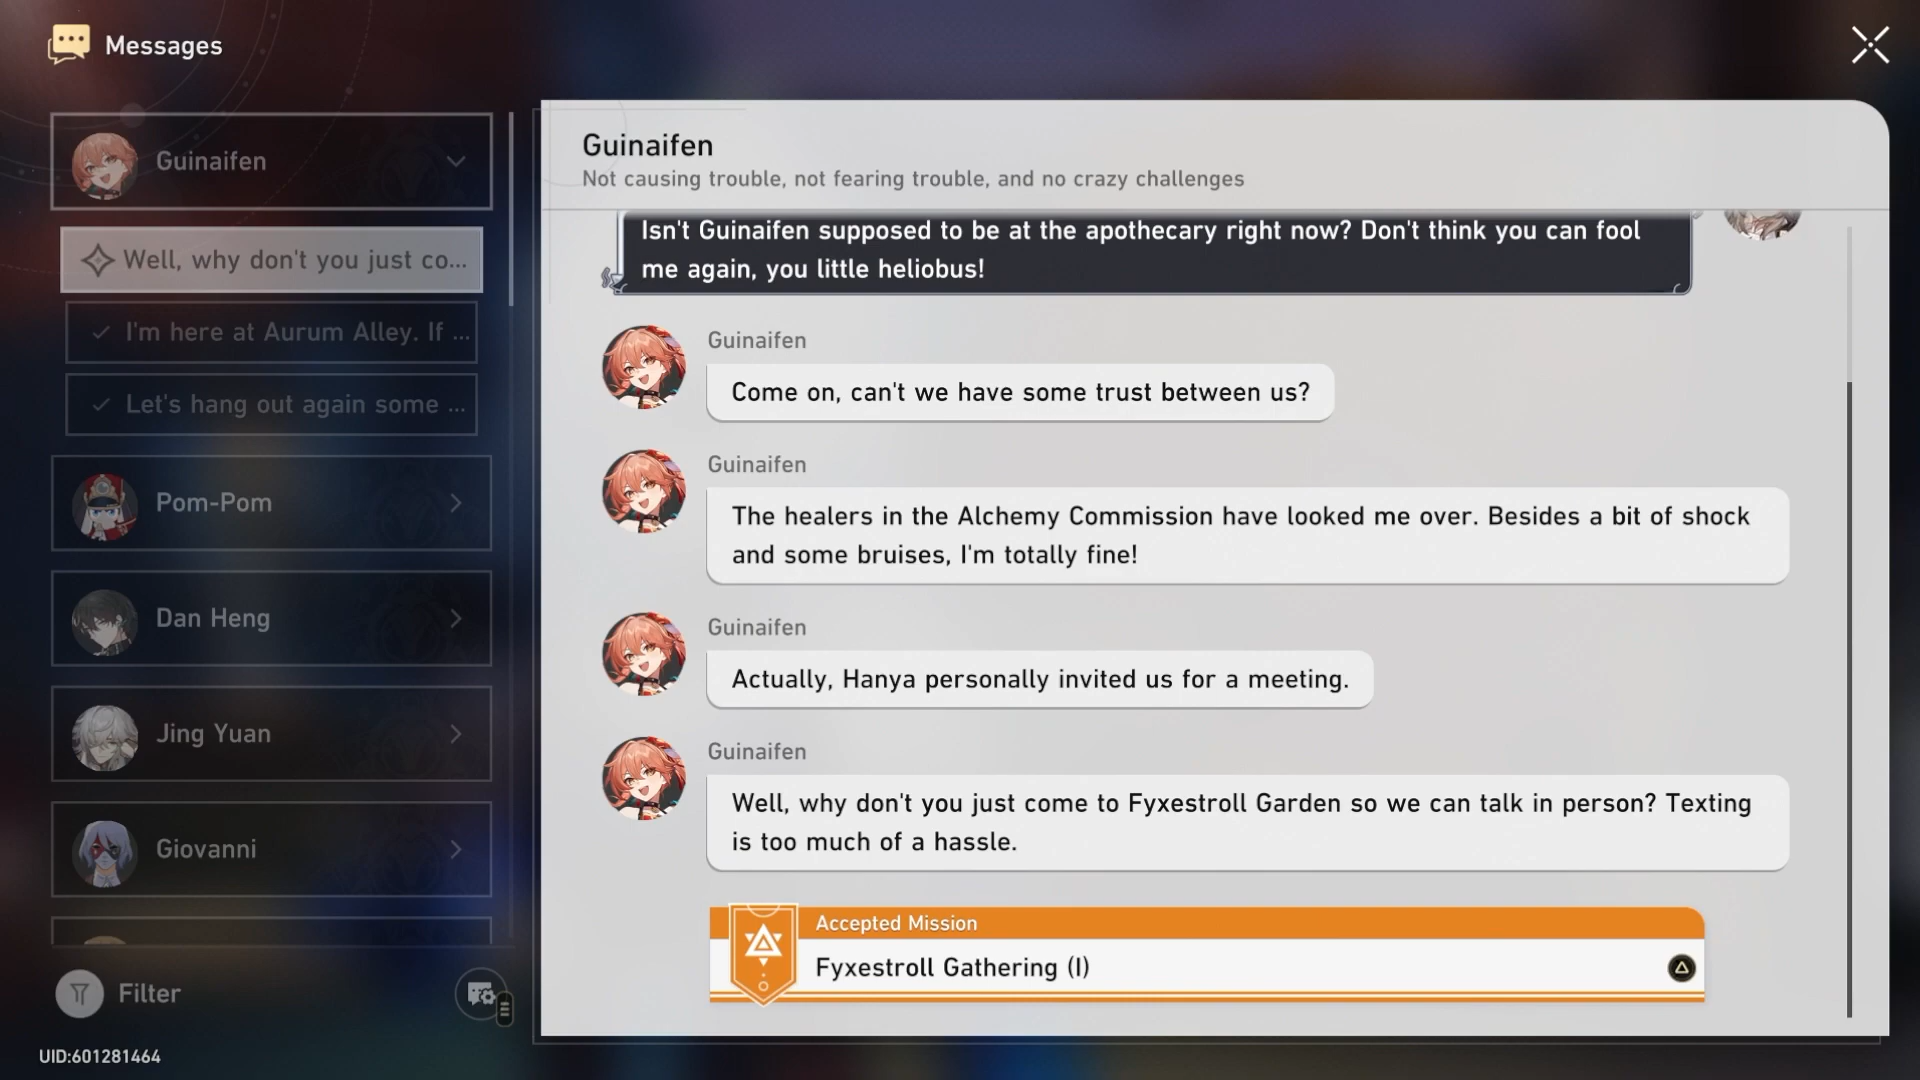 Messages
Guinaifen
Well, why don't you just co...
I'm here at Aurum Alley. If ...
Let's hang out again some ...
Pom-Pom
Dan Heng
Jing Yuan
Giovanni
Filter
UID:601281464
Guinaifen
Not causing trouble, not fearing trouble, and no crazy challenges
Isn't Guinaifen supposed to be at the apothecary right now? Don't think you can fool
me again, you little heliobus!
Guinaifen
Come on, can't we have some trust between us?
Guinaifen
The healers in the Alchemy Commission have looked me over. Besides a bit of shock
and some bruises, I'm totally fine!
Guinaifen
Actually, Hanya personally invited us for a meeting.
Guinaifen
Well, why don't you just come to Fyxestroll Garden so we can talk in person? Texting
is too much of a hassle.
Accepted Mission
Fyxestroll Gathering (I)